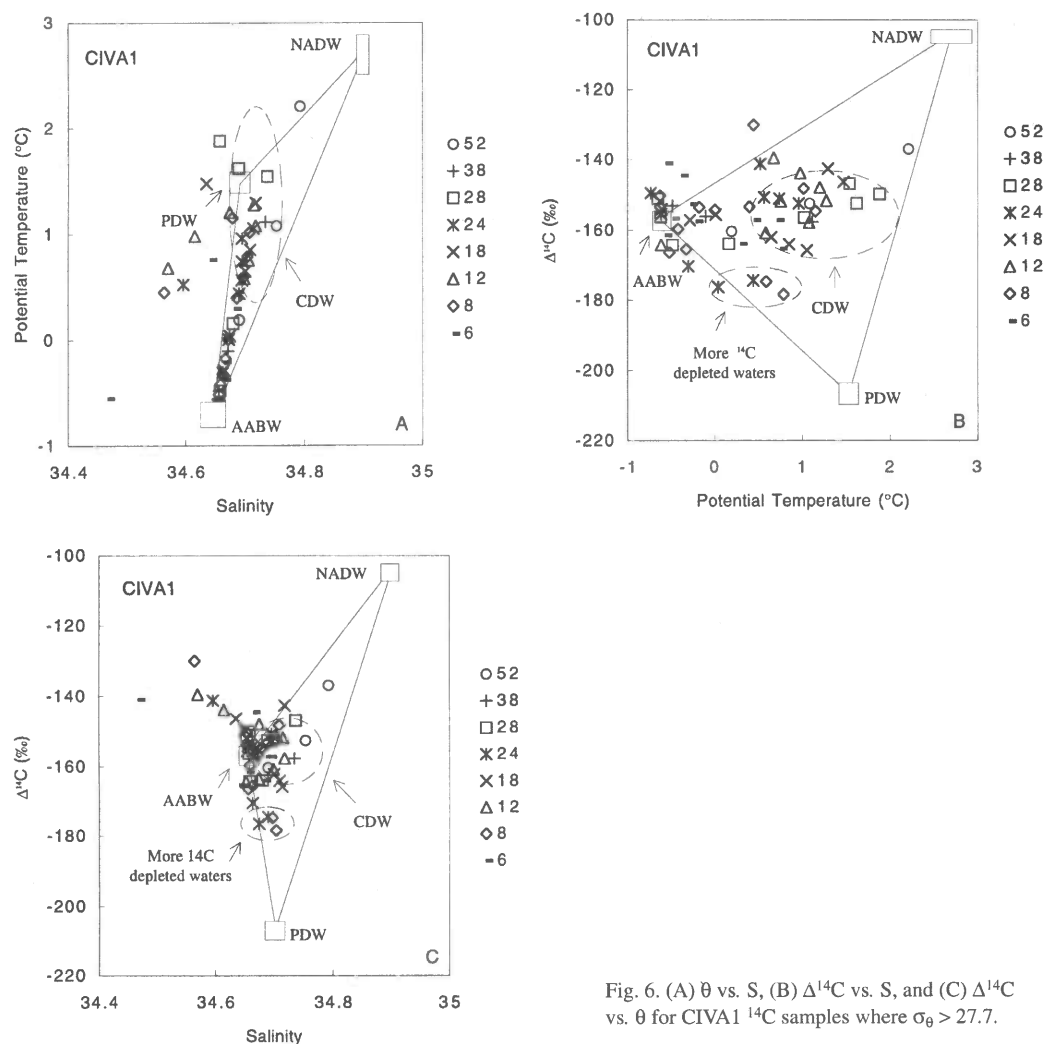 CIVA1
NADW
PDW
CDW
AABW
A
3
2
1
0
-1
34.4
34.6
34.8
35
Potential Temperature (°C)
Salinity
52
38
28
24
18
12
8
6
CIVA1
NADW
AABW
CDW
More ¹⁴C
depleted waters
PDW
B
-100
-120
-140
-160
-180
-200
-220
-1
0
1
2
3
Δ¹⁴C (‰)
Potential Temperature (°C)
52
38
28
24
18
12
8
6
CIVA1
NADW
AABW
CDW
More 14C
depleted waters
PDW
C
-100
-120
-140
-160
-180
-200
-220
34.4
34.6
34.8
35
Δ¹⁴C (‰)
Salinity
52
38
28
24
18
12
8
6
Fig. 6. (A) θ vs. S, (B) Δ¹⁴C vs. S, and (C) Δ¹⁴C
vs. θ for CIVA1 ¹⁴C samples where σ_θ > 27.7.